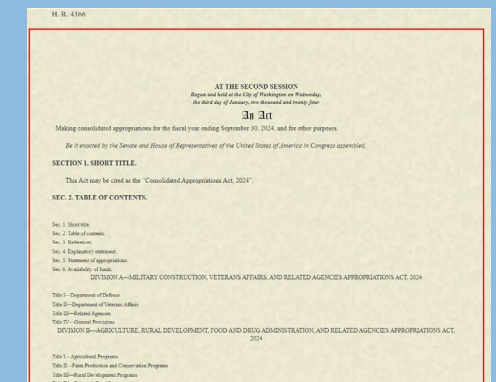 H. R. 4366
AT THE SECOND SESSION
Begun and held at the City of Washington on Wednesday,
the third day of January, two thousand and twenty four
An Act
Making consolidated appropriations for the fiscal year ending September 30, 2024, and for other purposes.
Be it enacted by the Senate and House of Representatives of the United States of America in Congress assembled,
SECTION 1. SHORT TITLE.
This Act may be cited as the “Consolidated Appropriations Act, 2024”.
SEC. 2. TABLE OF CONTENTS.
Sec. 1. Short title.
Sec. 2. Table of contents.
Sec. 3. References.
Sec. 4. Explanatory statement.
Sec. 5. Statement of appropriations.
Sec. 6. Availability of funds.
DIVISION A—MILITARY CONSTRUCTION, VETERANS AFFAIRS, AND RELATED AGENCIES APPROPRIATIONS ACT, 2024
Title I—Department of Defense
Title II—Department of Veterans Affairs
Title III—Related Agencies
Title IV—General Provisions
DIVISION B—AGRICULTURE, RURAL DEVELOPMENT, FOOD AND DRUG ADMINISTRATION, AND RELATED AGENCIES APPROPRIATIONS ACT,
2024
Title I—Agricultural Programs
Title II—Farm Production and Conservation Programs
Title III—Rural Development Programs